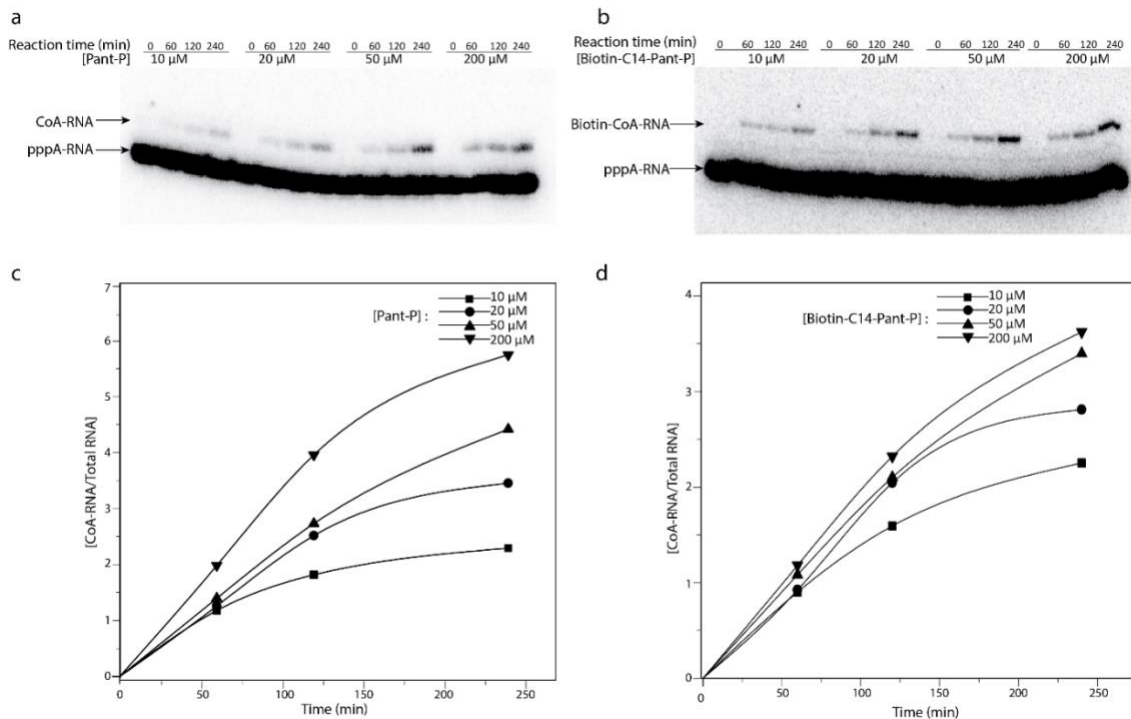 a
Reaction time (min) 0 60 120 240 0 60 120 240 0 60 120 240 0 60 120 240
[Pant-P] 10 µM 20 µM 50 µM 200 µM
CoA-RNA
pppA-RNA
b
Reaction time (min) 0 60 120 240 0 60 120 240 0 60 120 240 0 60 120 240
[Biotin-C14-Pant-P] 10 µM 20 µM 50 µM 200 µM
Biotin-CoA-RNA
pppA-RNA
c
[CoA-RNA/Total RNA]
7
6
5
4
3
2
1
0
[Pant-P] :
10 µM
20 µM
50 µM
200 µM
0 50 100 150 200 250
Time (min)
d
[CoA-RNA/Total RNA]
4
3
2
1
0
[Biotin-C14-Pant-P] :
10 µM
20 µM
50 µM
200 µM
0 50 100 150 200 250
Time (min)